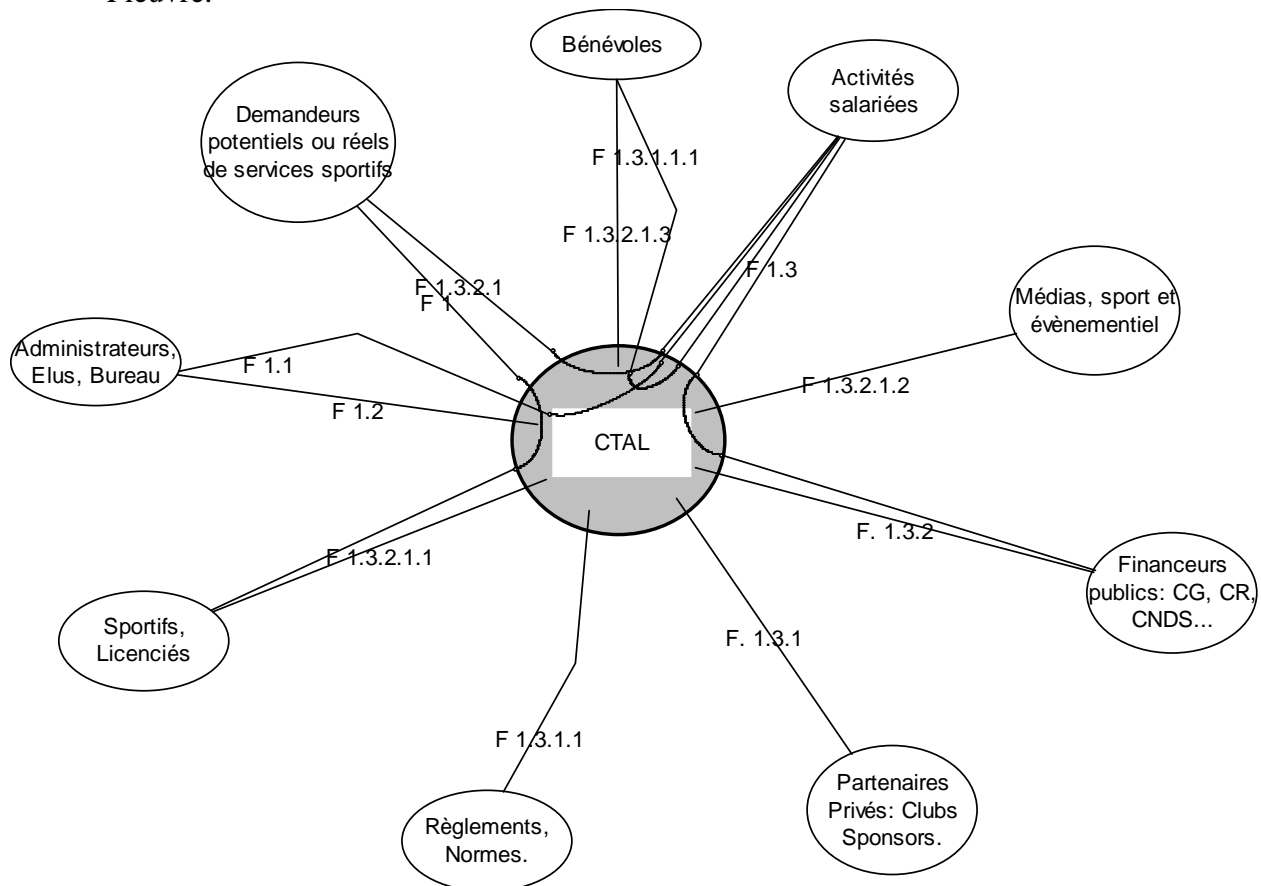 Pieuvre.
Bénévoles
Activités
salariées
Demandeurs
potentiels ou réels
de services sportifs
F 1.3.1.1.1
F 1.3.2.1.3
F 1.3
F 1.3.2.1
F 1
Médias, sport et
évènementiel
Administrateurs,
Elus, Bureau
F 1.1
F 1.2
F 1.3.2.1.2
CTAL
F. 1.3.2
F 1.3.2.1.1
Financeurs
publics: CG, CR,
CNDS...
Sportifs,
Licenciés
F. 1.3.1
F 1.3.1.1
Partenaires
Privés: Clubs
Sponsors.
Règlements,
Normes.